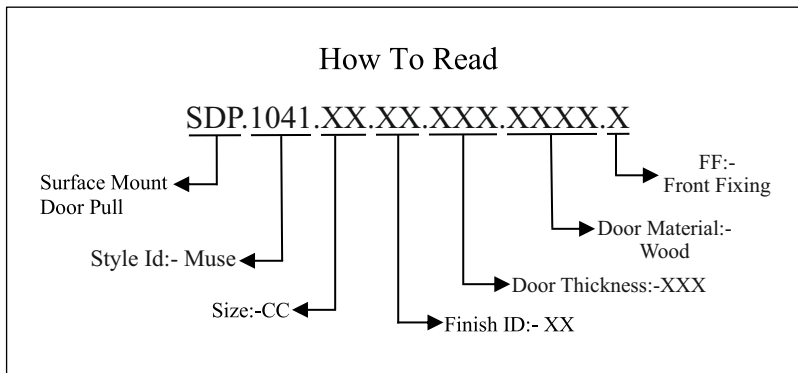 How To Read
SDP.1041.XX.XX.XXX.XXXX.X
FF:-
Front Fixing
Surface Mount
Door Pull
Door Material:-
Wood
Style Id:- Muse
Door Thickness:-XXX
Size:-CC
Finish ID:- XX